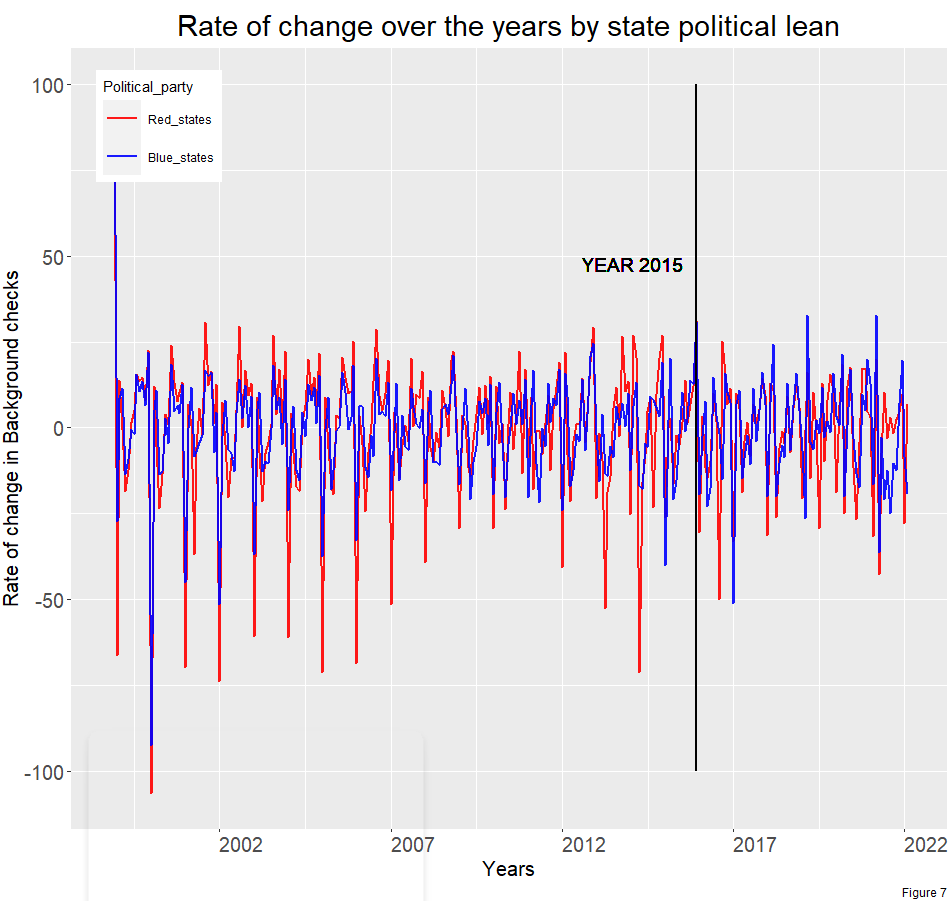 Rate of change over the years by state political lean
Political_party
Red_states
Blue_states
100
50
0
-50
-100
Rate of change in Background checks
YEAR 2015
2002
2007
2012
2017
2022
Years
Figure 7